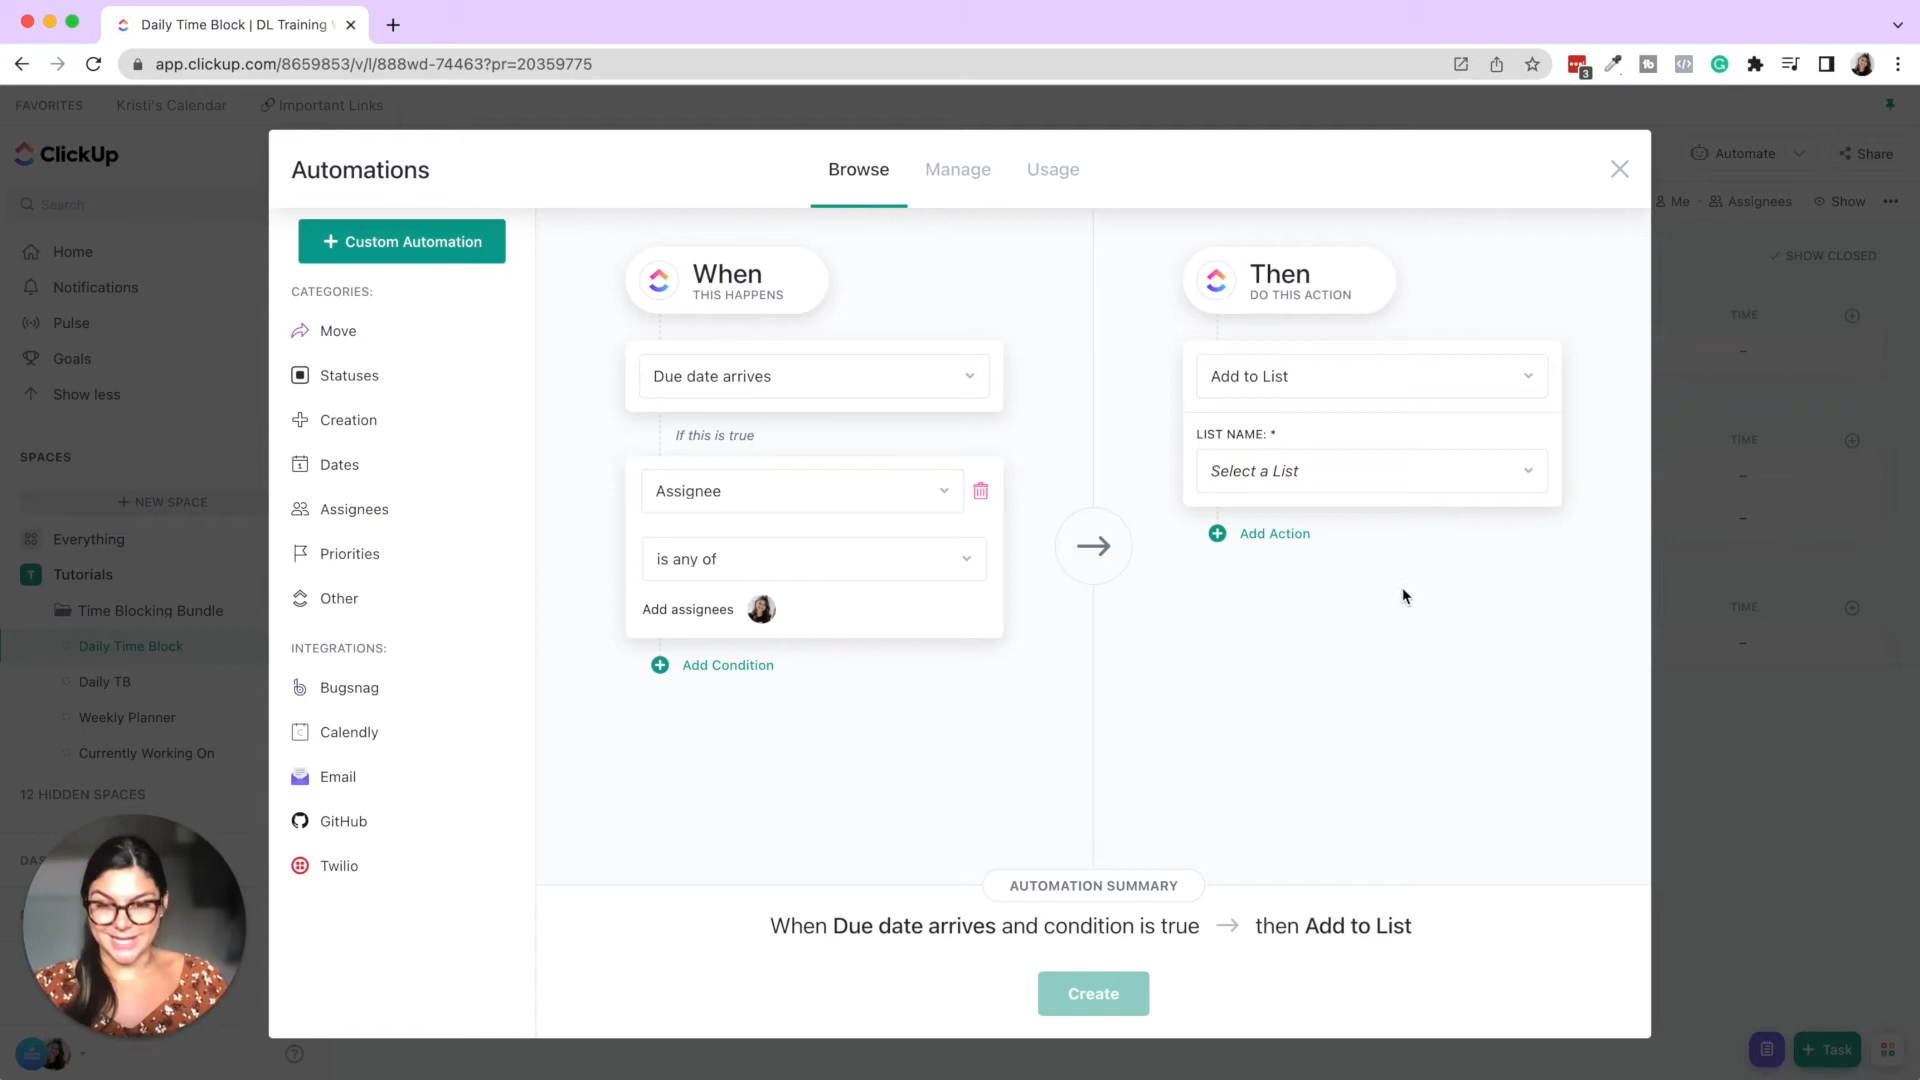 Daily Time Block | DL Training
app.clickup.com/8659853/v/l/888wd-74463?pr=20359775
3
FAVORITES
Kristi's Calendar
Important Links
ClickUp
Automate
Share
Search
Me
Assignees
Show
SHOW CLOSED
Home
Notifications
Pulse
Goals
Show less
SPACES
NEW SPACE
Everything
T
Tutorials
Time Blocking Bundle
Daily Time Block
Daily TB
Weekly Planner
Currently Working On
12 HIDDEN SPACES
Automations
Browse
Manage
Usage
Custom Automation
CATEGORIES:
Move
Statuses
Creation
Dates
Assignees
Priorities
Other
INTEGRATIONS:
Bugsnag
Calendly
Email
GitHub
Twilio
When
THIS HAPPENS
Due date arrives
If this is true
Assignee
is any of
Add assignees
Add Condition
Then
DO THIS ACTION
Add to List
LIST NAME: *
Select a List
Add Action
AUTOMATION SUMMARY
When Due date arrives and condition is true → then Add to List
Create
TIME
–
TIME
–
–
TIME
–
Task